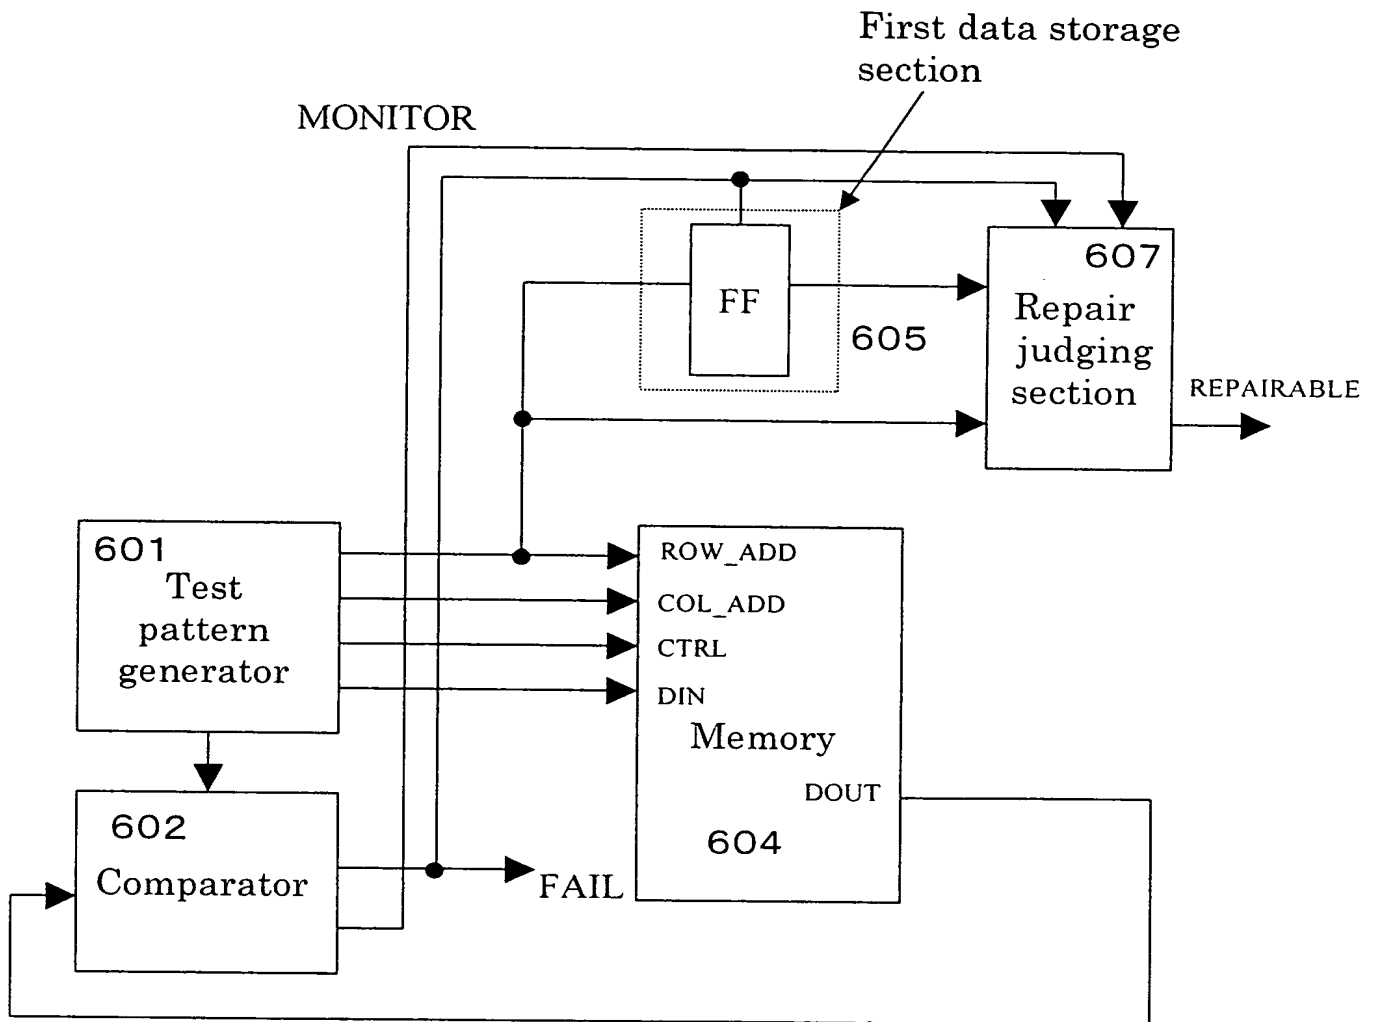 First data storage
section
MONITOR
607
Repair
judging
section
FF
605
REPAIRABLE
601
Test
pattern
generator
ROW_ADD
COL_ADD
CTRL
DIN
Memory
DOUT
604
602
Comparator
FAIL